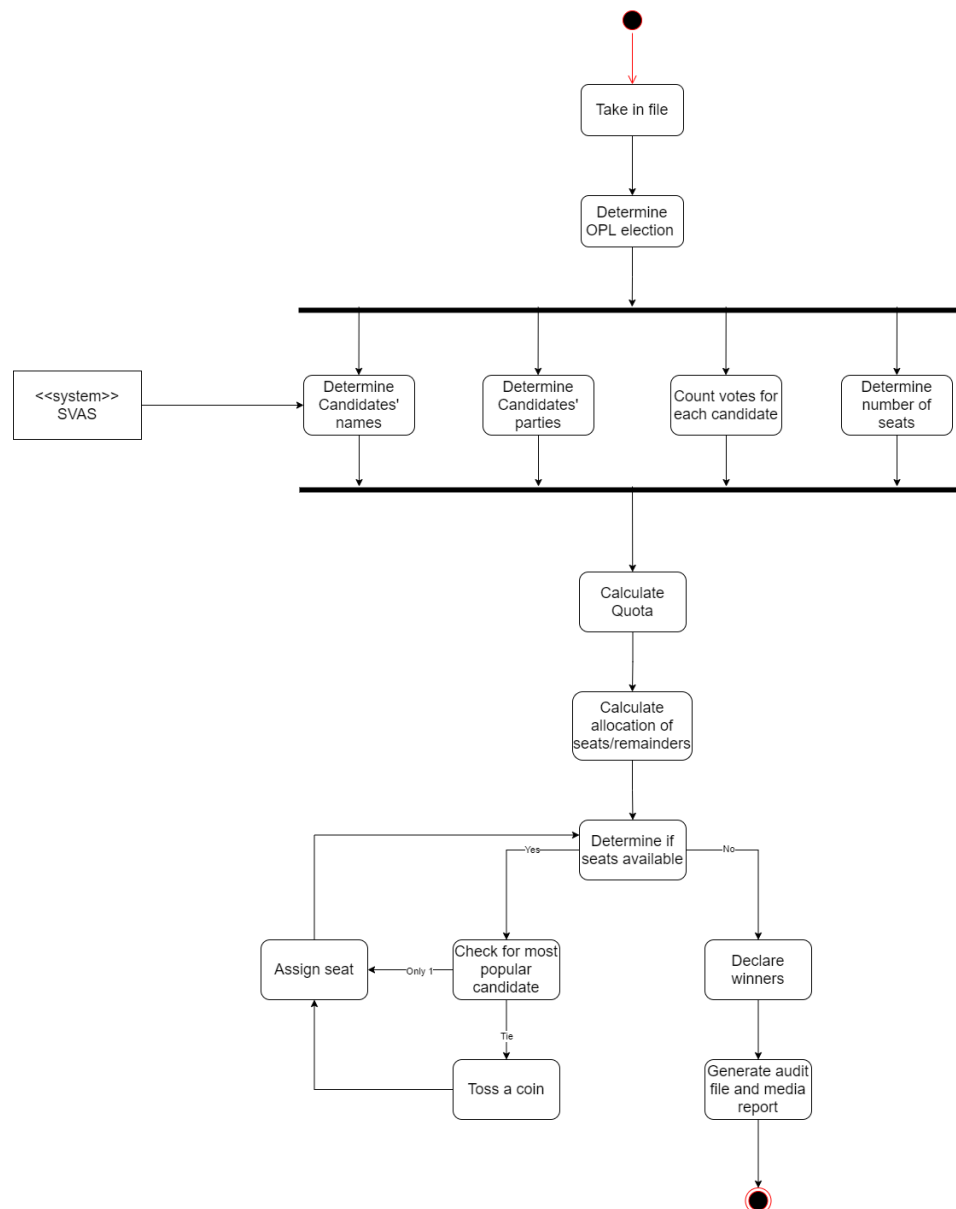 Take in file
Determine
OPL election
<<system>>
SVAS
Determine
Candidates'
names
Determine
Candidates'
parties
Count votes for
each candidate
Determine
number of
seats
Calculate
Quota
Calculate
allocation of
seats/remainders
Determine if
seats available
Yes
No
Assign seat
Only 1
Check for most
popular
candidate
Declare
winners
Tie
Toss a coin
Generate audit
file and media
report